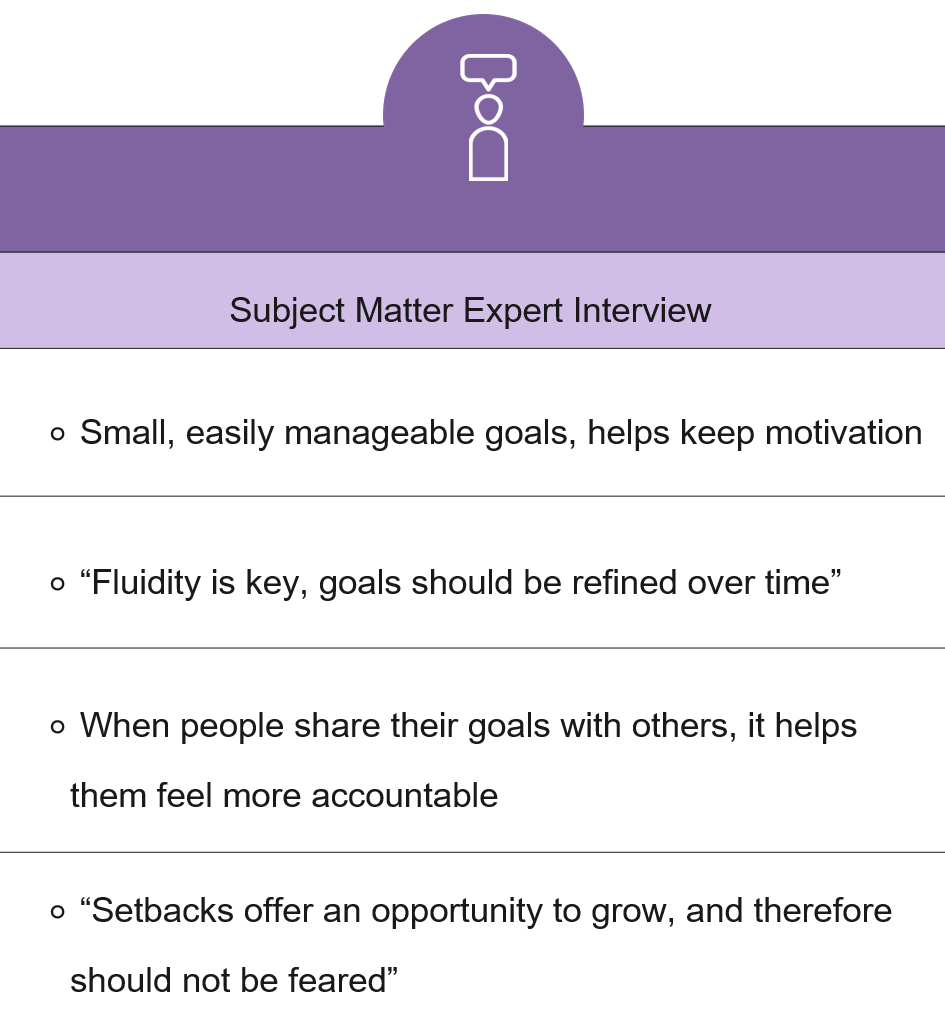 Subject Matter Expert Interview
Small, easily manageable goals, helps keep motivation
“Fluidity is key, goals should be refined over time”
When people share their goals with others, it helps
them feel more accountable
“Setbacks offer an opportunity to grow, and therefore
should not be feared”